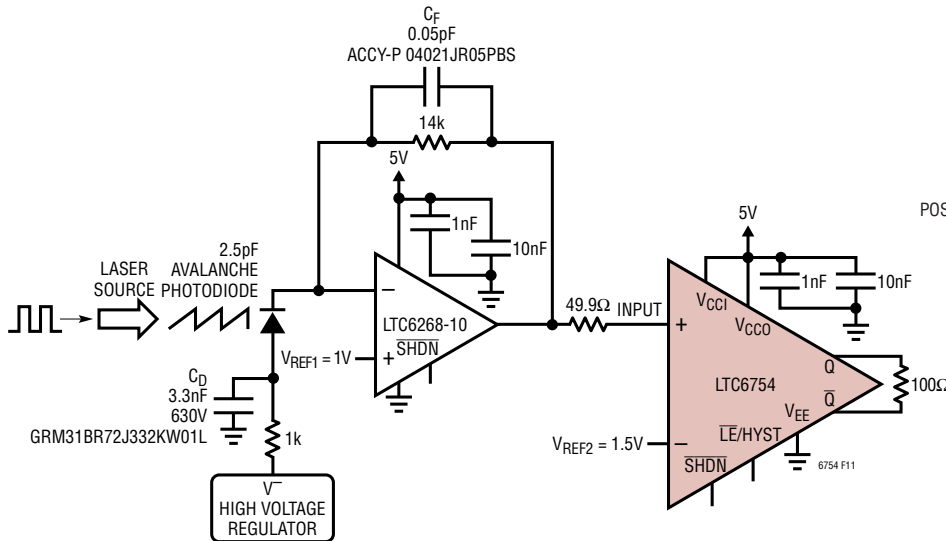 CF
0.05pF
ACCY-P 04021JR05PBS
14k
5V
1nF
10nF
2.5pF
AVALANCHE
PHOTODIODE
LASER
SOURCE
−
LTC6268-10
SHDN
+
VREF1 = 1V
CD
3.3nF
630V
GRM31BR72J332KW01L
1k
V−
HIGH VOLTAGE
REGULATOR
49.9Ω
INPUT
POS
5V
1nF
10nF
VCCI
VCCO
+
LTC6754
Q
Q̅
100Ω
VEE
LE/HYST
VREF2 = 1.5V
−
SHDN
6754 F11